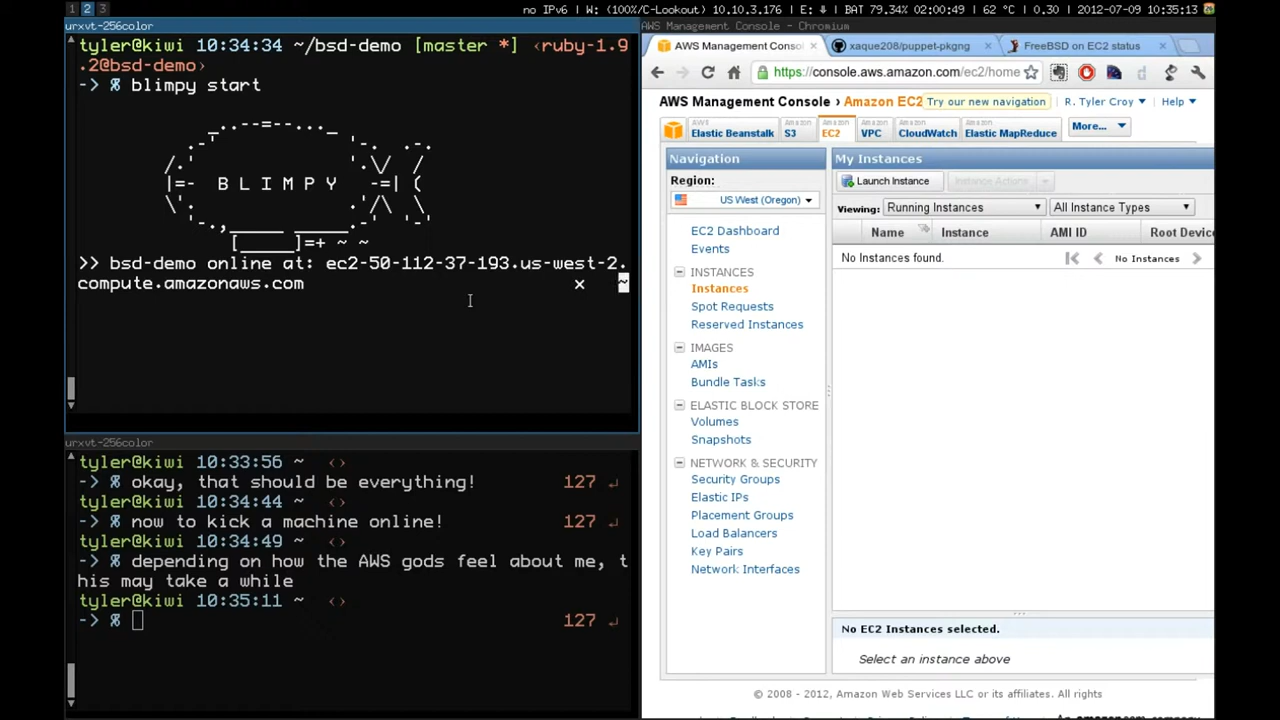 1 2 3
no IPv6 | W: (100%/C-Lookout) 10.10.3.176 | E: | BAT 79.34% 02:00:49 | 62 °C | 0.30 | 2012-07-09 10:35:13
urxvt-256color
tyler@kiwi 10:34:34 ~/bsd-demo [master *] ‹ruby-1.9
.2@bsd-demo›
-> % blimpy start
B L I M P Y
>> bsd-demo online at: ec2-50-112-37-193.us-west-2.
compute.amazonaws.com × ~
urxvt-256color
tyler@kiwi 10:33:56 ~ ‹›
-> % okay, that should be everything! 127 ↵
tyler@kiwi 10:34:44 ~ ‹›
-> % now to kick a machine online! 127 ↵
tyler@kiwi 10:34:49 ~ ‹›
-> % depending on how the AWS gods feel about me, t
his may take a while
tyler@kiwi 10:35:11 ~ ‹›
-> % 127 ↵
AWS Management Console - Chromium
AWS Management Consol × xaque208/puppet-pkgng × FreeBSD on EC2 status ×
https://console.aws.amazon.com/ec2/home
AWS Management Console › Amazon EC2 Try our new navigation R. Tyler Croy Help
AWS Elastic Beanstalk Amazon S3 Amazon EC2 Amazon VPC Amazon CloudWatch Amazon Elastic MapReduce More...
Navigation
Region:
US West (Oregon)
EC2 Dashboard
Events
INSTANCES
Instances
Spot Requests
Reserved Instances
IMAGES
AMIs
Bundle Tasks
ELASTIC BLOCK STORE
Volumes
Snapshots
NETWORK & SECURITY
Security Groups
Elastic IPs
Placement Groups
Load Balancers
Key Pairs
Network Interfaces
My Instances
Launch Instance Instance Actions
Viewing: Running Instances All Instance Types
Name Instance AMI ID Root Device
No Instances found. No Instances
No EC2 Instances selected.
Select an instance above
© 2008 - 2012, Amazon Web Services LLC or its affiliates. All rights